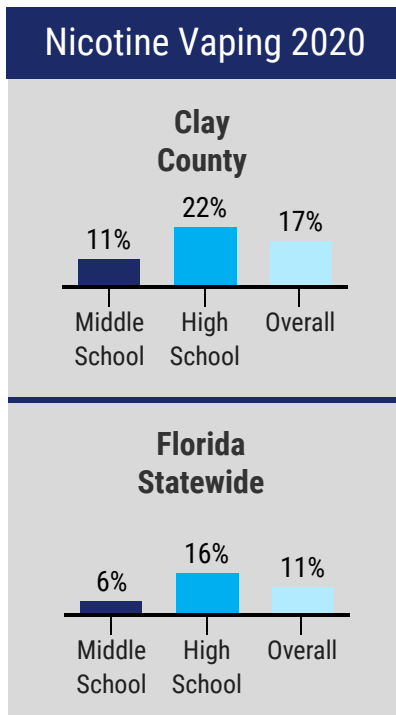 Nicotine Vaping 2020
Clay
County
22%
11%
17%
Middle
School
High
School
Overall
Florida
Statewide
16%
6%
11%
Middle
School
High
School
Overall